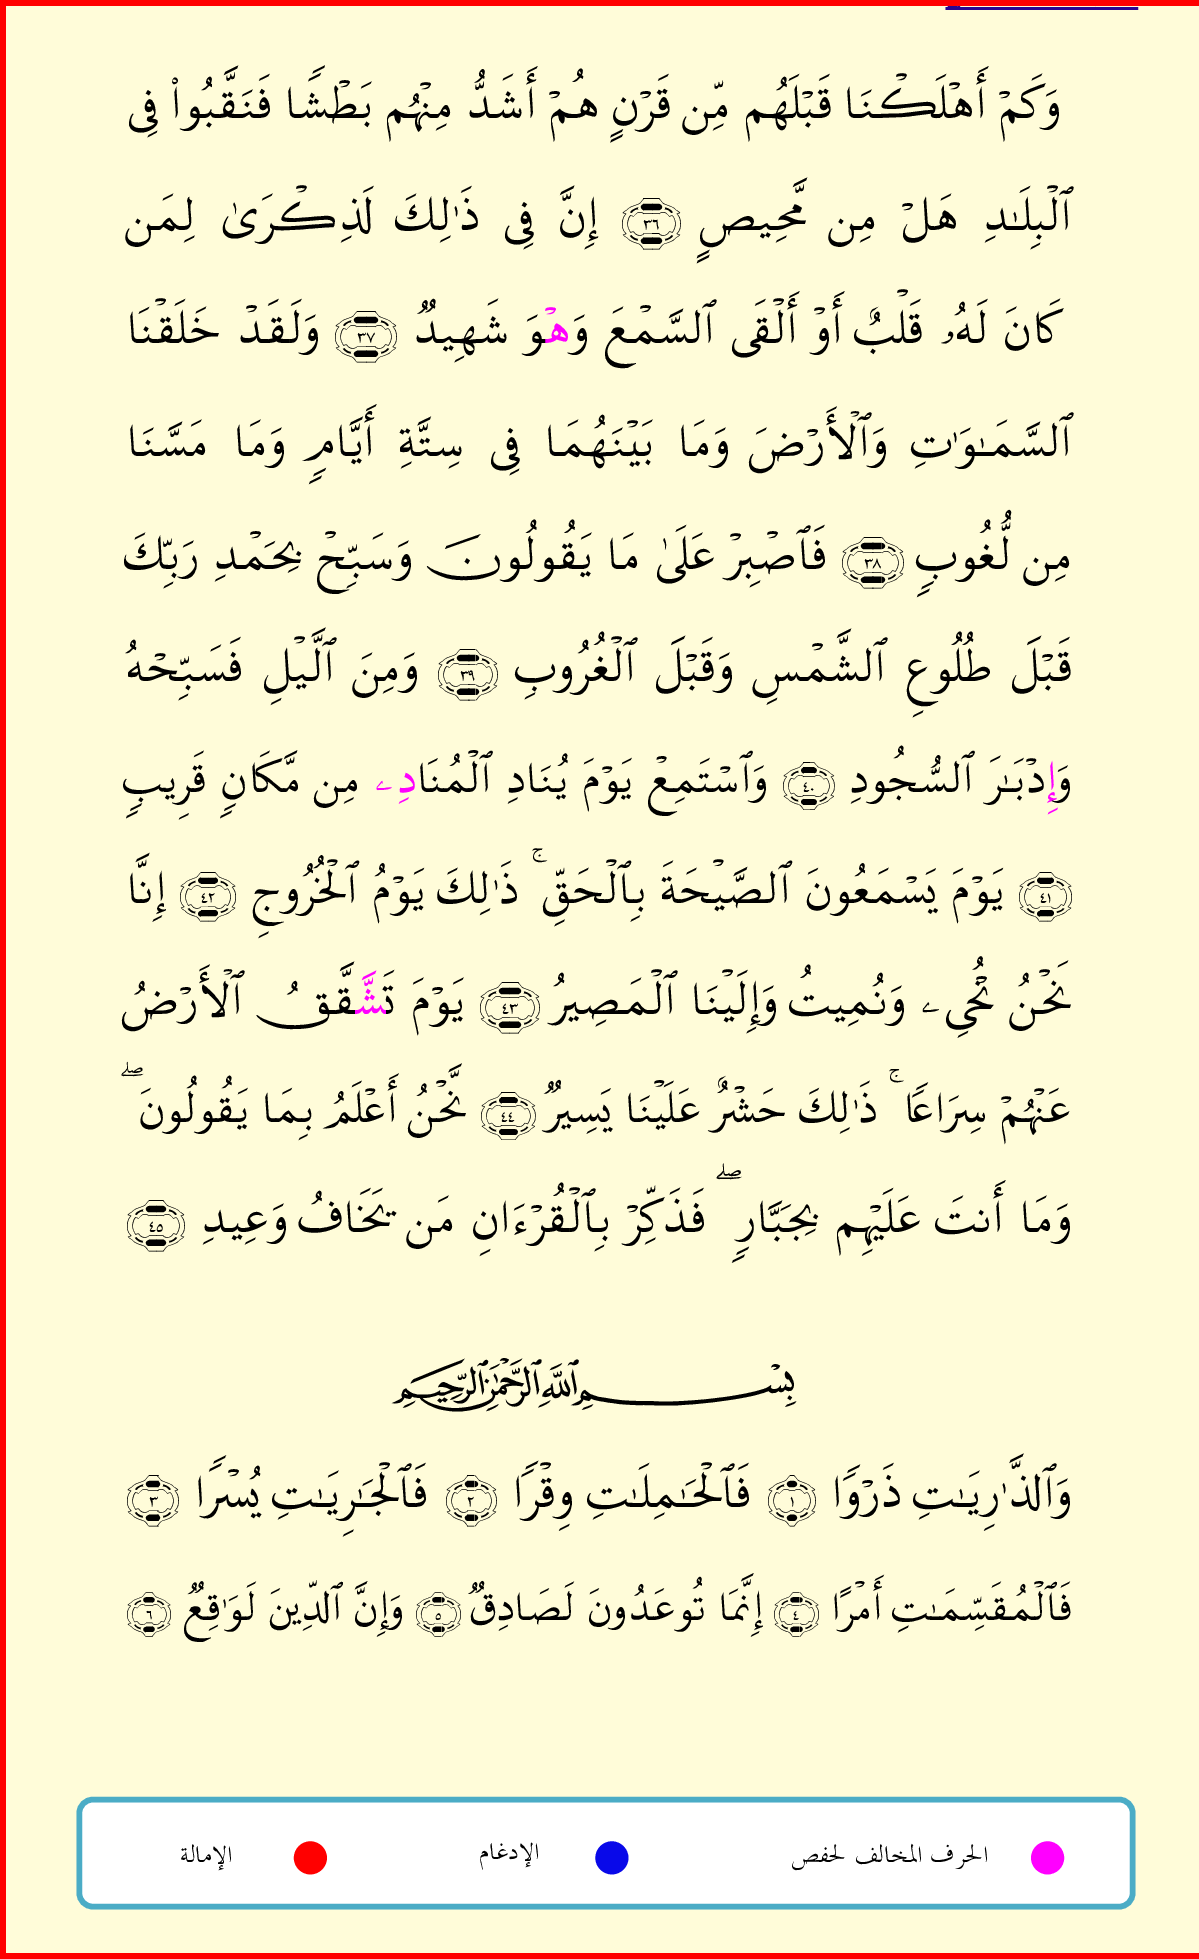 وَكَمۡ أَهۡلَكۡنَا قَبۡلَهُم مِّن قَرۡنٍ هُمۡ أَشَدُّ مِنۡهُم بَطۡشًا فَنَقَّبُواْ فِي
ٱلۡبِلَٰدِ هَلۡ مِن مَّحِيصٍ ٣٦ إِنَّ فِي ذَٰلِكَ لَذِكۡرَىٰ لِمَن
كَانَ لَهُۥ قَلۡبٌ أَوۡ أَلۡقَى ٱلسَّمۡعَ وَهۡوَ شَهِيدٌ ٣٧ وَلَقَدۡ خَلَقۡنَا
ٱلسَّمَٰوَٰتِ وَٱلۡأَرۡضَ وَمَا بَيۡنَهُمَا فِي سِتَّةِ أَيَّامٍ وَمَا مَسَّنَا
مِن لُّغُوبٍ ٣٨ فَٱصۡبِرۡ عَلَىٰ مَا يَقُولُونَ وَسَبِّحۡ بِحَمۡدِ رَبِّكَ
قَبۡلَ طُلُوعِ ٱلشَّمۡسِ وَقَبۡلَ ٱلۡغُرُوبِ ٣٩ وَمِنَ ٱلَّيۡلِ فَسَبِّحۡهُ
وَإِدۡبَٰرَ ٱلسُّجُودِ ٤٠ وَٱسۡتَمِعۡ يَوۡمَ يُنَادِ ٱلۡمُنَادِۦ مِن مَّكَانٍ قَرِيبٍ
٤١ يَوۡمَ يَسۡمَعُونَ ٱلصَّيۡحَةَ بِٱلۡحَقِّۚ ذَٰلِكَ يَوۡمُ ٱلۡخُرُوجِ ٤٢ إِنَّا
نَحۡنُ نُحۡيِۦ وَنُمِيتُ وَإِلَيۡنَا ٱلۡمَصِيرُ ٤٣ يَوۡمَ تَشَّقَّقُ ٱلۡأَرۡضُ
عَنۡهُمۡ سِرَاعًاۚ ذَٰلِكَ حَشۡرٌ عَلَيۡنَا يَسِيرٌ ٤٤ نَّحۡنُ أَعۡلَمُ بِمَا يَقُولُونَۖ
وَمَا أَنتَ عَلَيۡهِم بِجَبَّارٍۖ فَذَكِّرۡ بِٱلۡقُرۡءَانِ مَن يَخَافُ وَعِيدِ ٤٥
بِسۡمِ ٱللَّهِ ٱلرَّحۡمَٰنِ ٱلرَّحِيمِ
وَٱلذَّٰرِيَٰتِ ذَرۡوًا ١ فَٱلۡحَٰمِلَٰتِ وِقۡرًا ٢ فَٱلۡجَٰرِيَٰتِ يُسۡرًا ٣
فَٱلۡمُقَسِّمَٰتِ أَمۡرًا ٤ إِنَّمَا تُوعَدُونَ لَصَادِقٌ ٥ وَإِنَّ ٱلدِّينَ لَوَٰقِعٌ ٦
الحرف المخالف لحفص الإدغام الإمالة